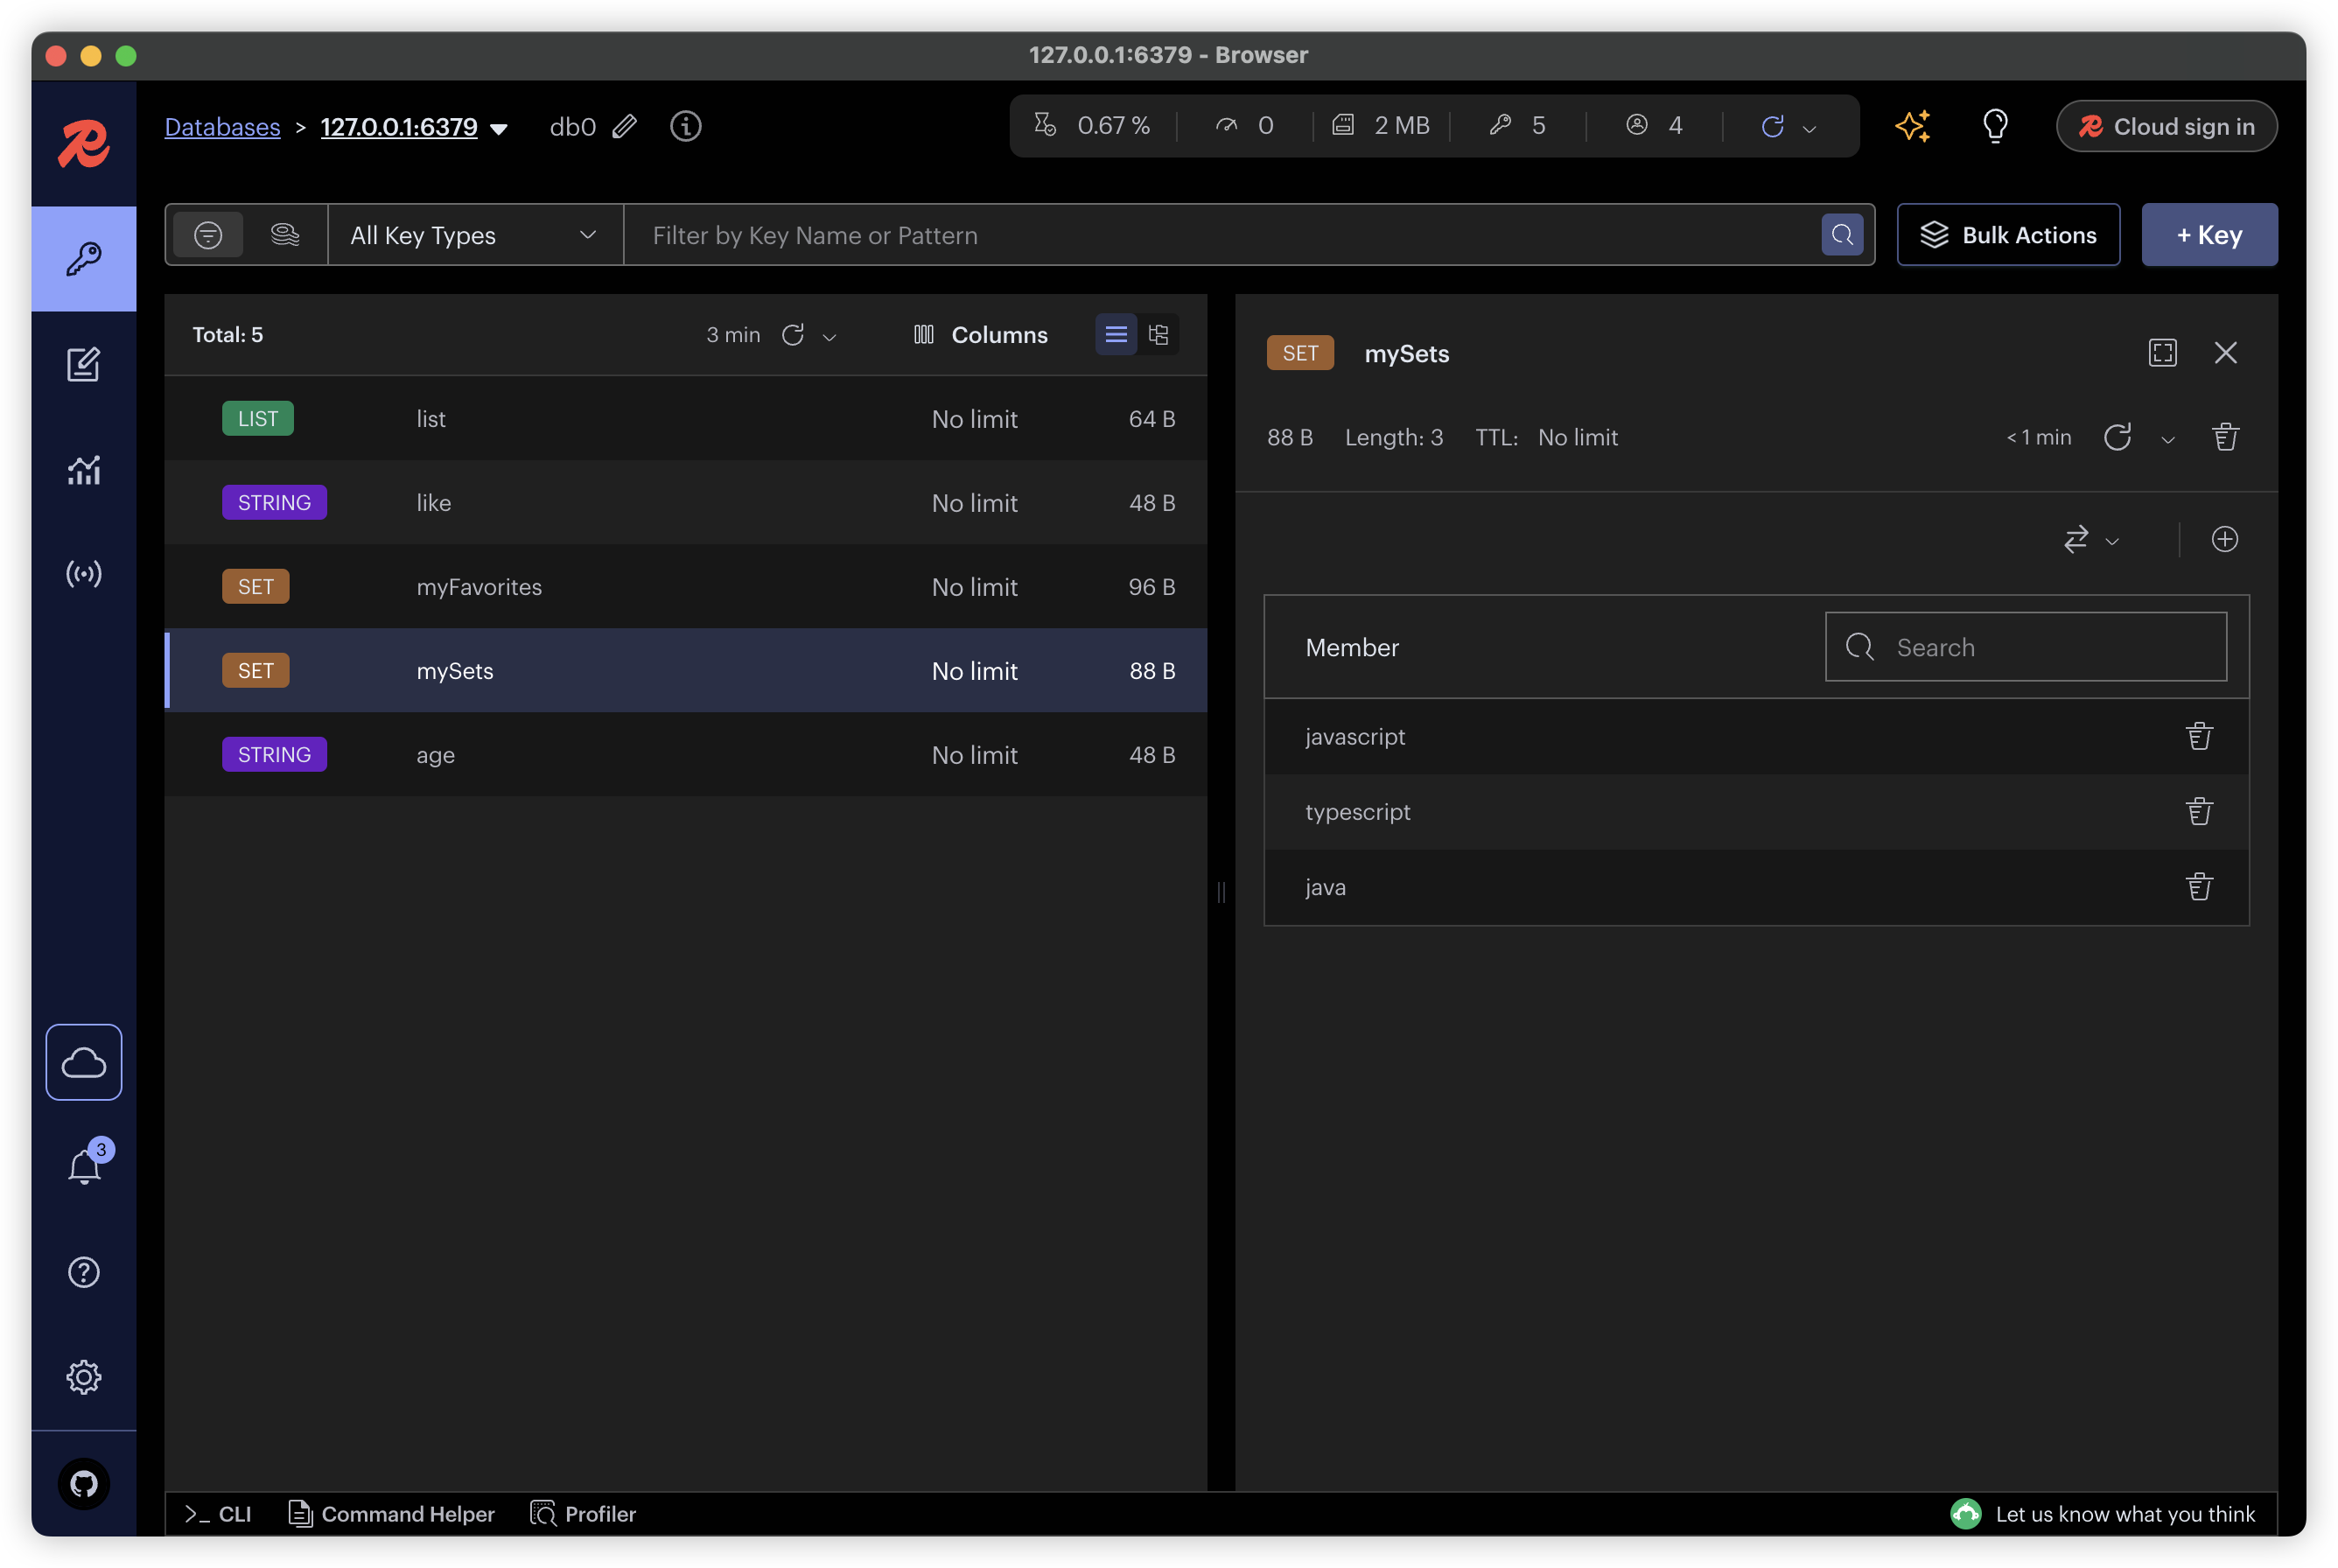 127.0.0.1:6379 - Browser
Databases > 127.0.0.1:6379 db0 0.67 % 0 2 MB 5 4 Cloud sign in
All Key Types Filter by Key Name or Pattern Bulk Actions + Key
Total: 5 3 min Columns
LIST list No limit 64 B
STRING like No limit 48 B
SET myFavorites No limit 96 B
SET mySets No limit 88 B
STRING age No limit 48 B
SET mySets
88 B Length: 3 TTL: No limit < 1 min
Member Search
javascript
typescript
java
3
>_ CLI Command Helper Profiler Let us know what you think